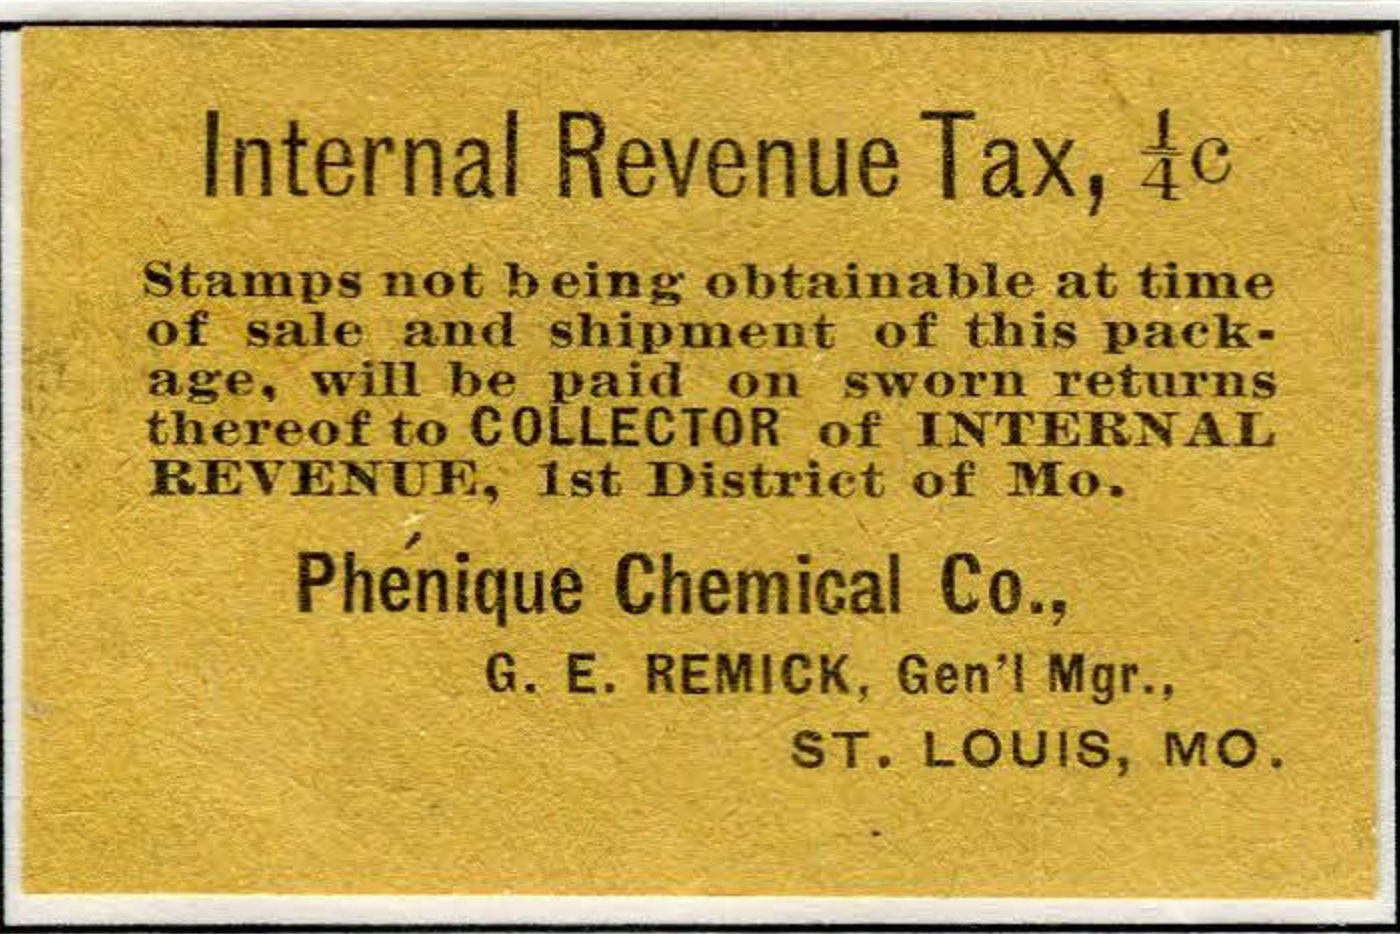 Internal Revenue Tax, ¼c
Stamps not being obtainable at time
of sale and shipment of this pack-
age, will be paid on sworn returns
thereof to COLLECTOR of INTERNAL
REVENUE, 1st District of Mo.
Phénique Chemical Co.,
G. E. REMICK, Gen'l Mgr.,
ST. LOUIS, MO.